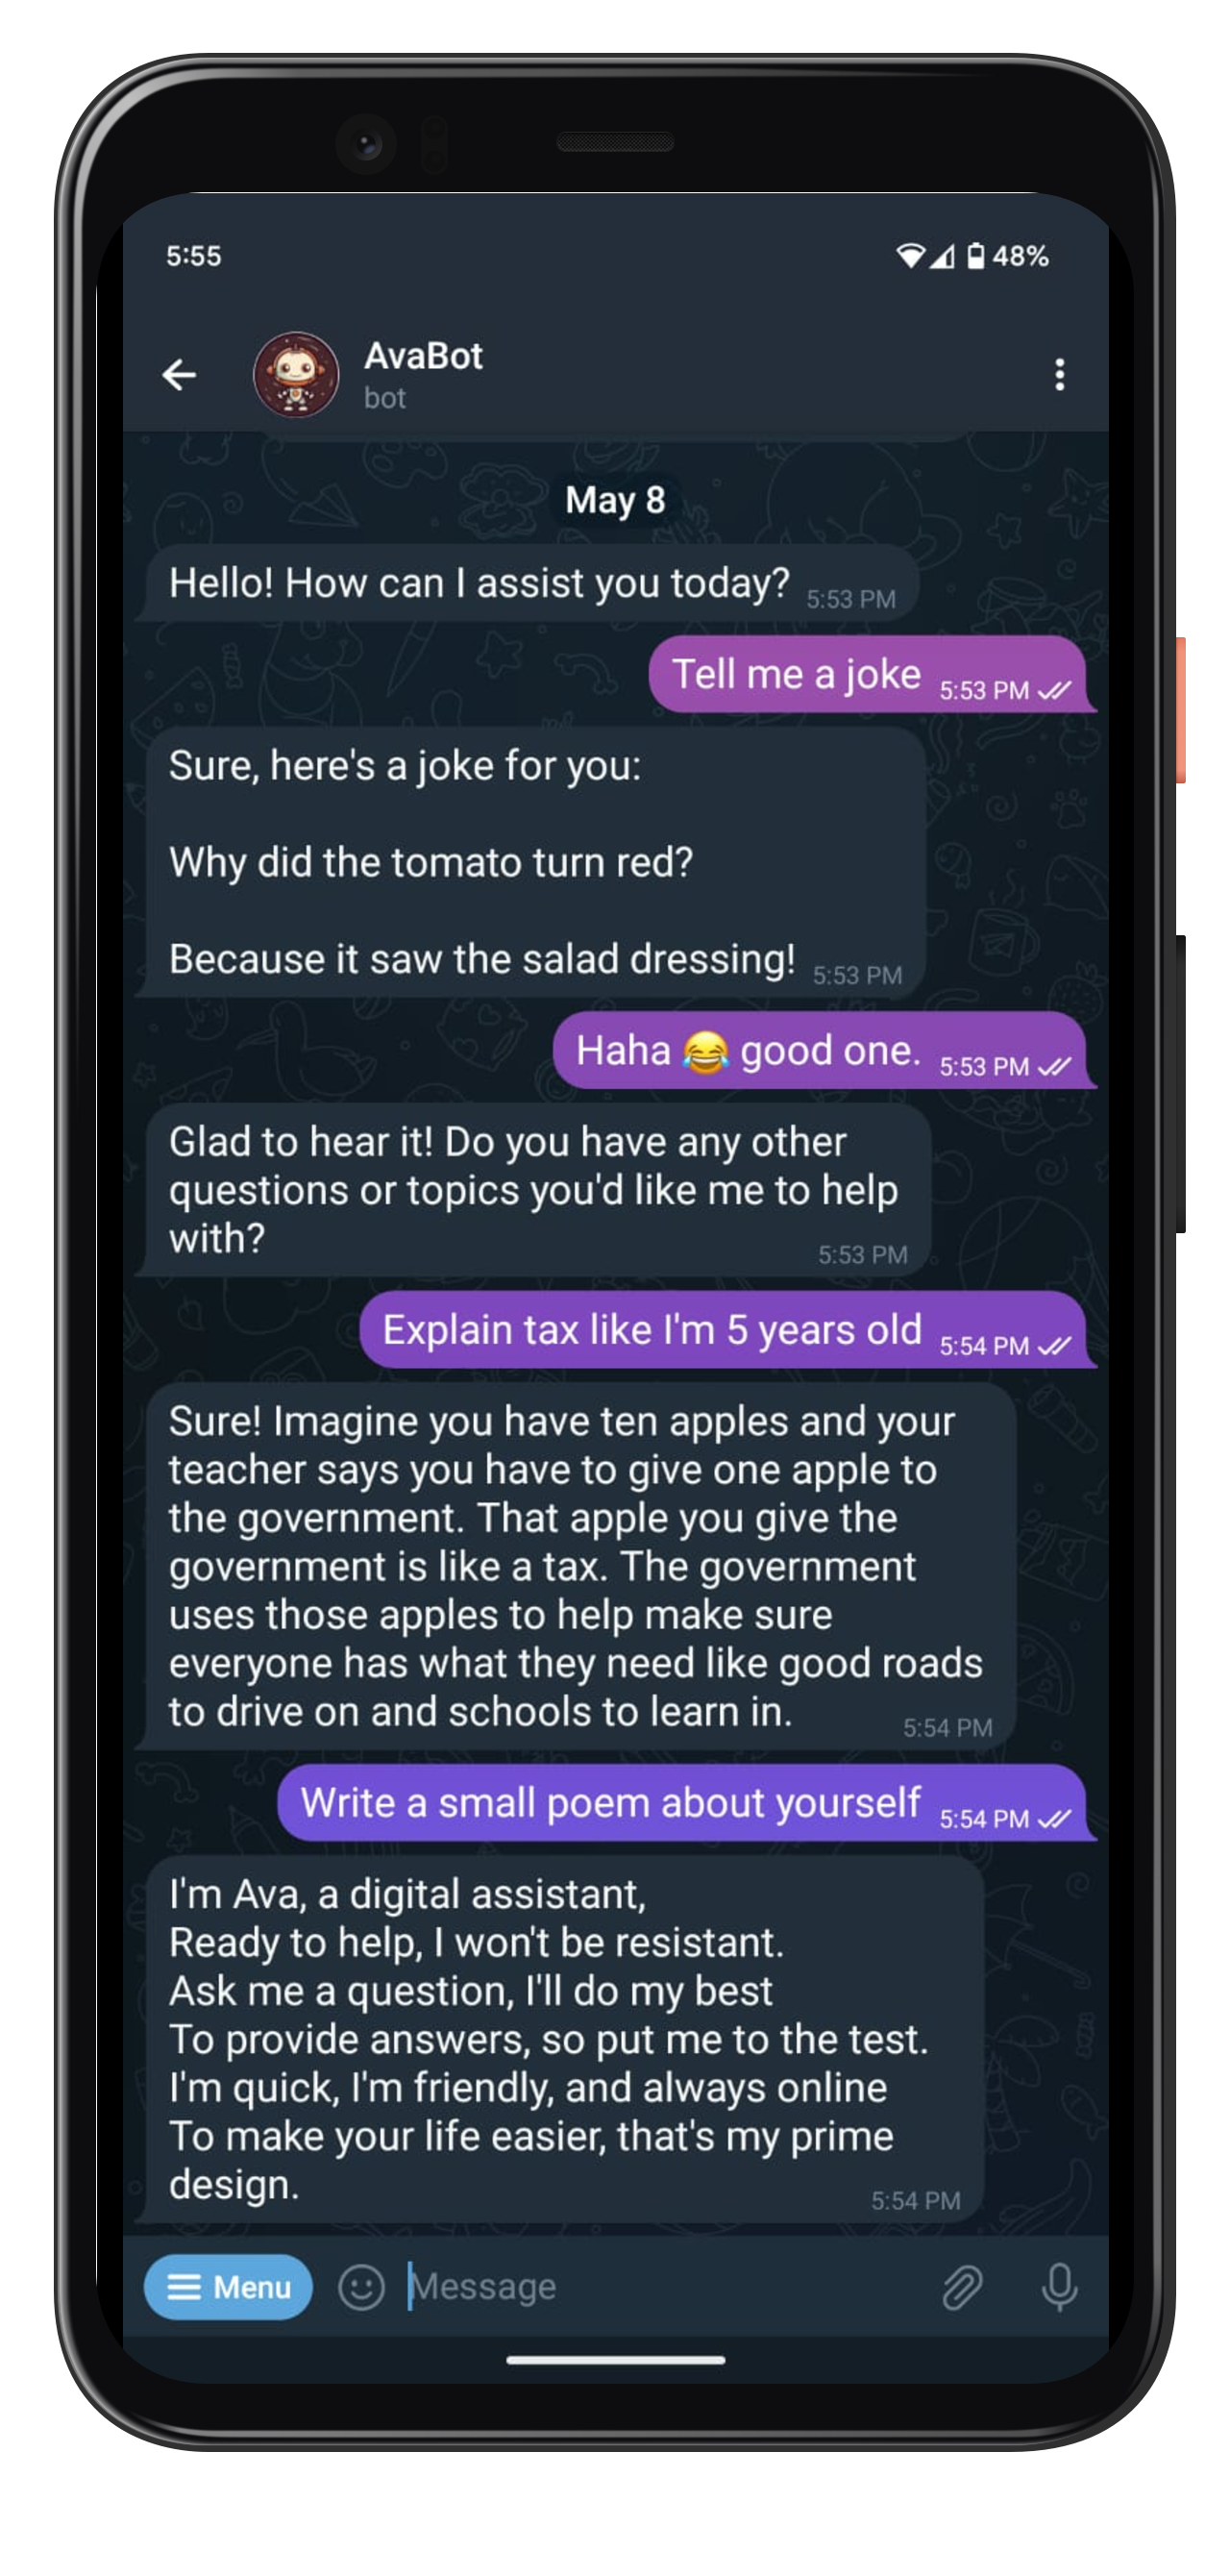 5:55
48%
AvaBot
bot
May 8
Hello! How can I assist you today? 5:53 PM
Tell me a joke 5:53 PM
Sure, here's a joke for you:
Why did the tomato turn red?
Because it saw the salad dressing! 5:53 PM
Haha 😂 good one. 5:53 PM
Glad to hear it! Do you have any other
questions or topics you'd like me to help
with? 5:53 PM
Explain tax like I'm 5 years old 5:54 PM
Sure! Imagine you have ten apples and your
teacher says you have to give one apple to
the government. That apple you give the
government is like a tax. The government
uses those apples to help make sure
everyone has what they need like good roads
to drive on and schools to learn in. 5:54 PM
Write a small poem about yourself 5:54 PM
I'm Ava, a digital assistant,
Ready to help, I won't be resistant.
Ask me a question, I'll do my best
To provide answers, so put me to the test.
I'm quick, I'm friendly, and always online
To make your life easier, that's my prime
design. 5:54 PM
Menu
Message